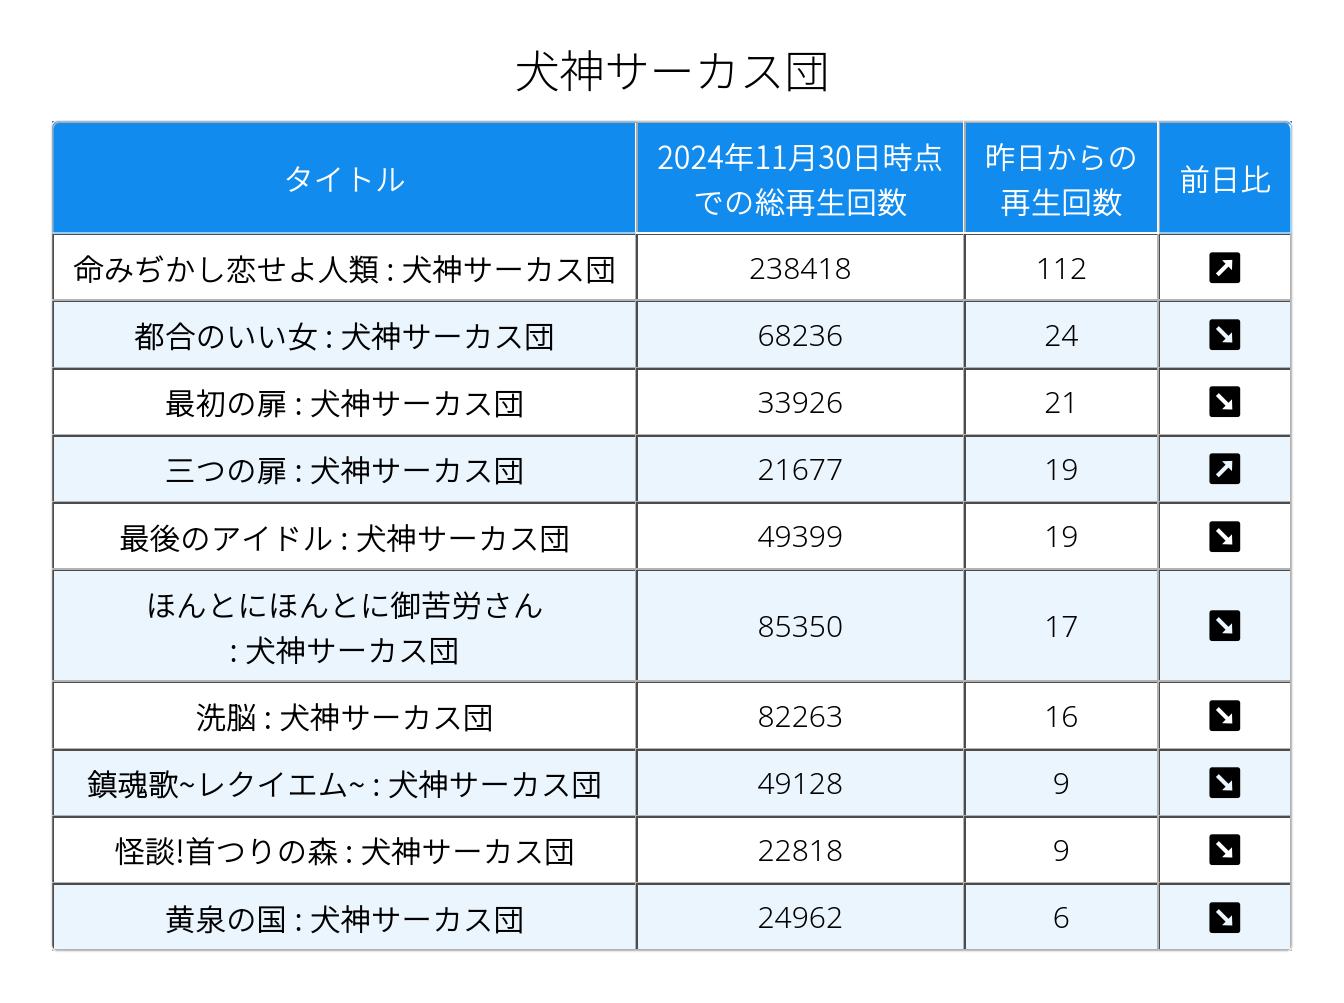 犬神サーカス団
タイトル
2024年11月30日時点
での総再生回数
昨日からの
再生回数
前日比
命みぢかし恋せよ人類 : 犬神サーカス団 238418 112 ↗
都合のいい女 : 犬神サーカス団 68236 24 ↘
最初の扉 : 犬神サーカス団 33926 21 ↘
三つの扉 : 犬神サーカス団 21677 19 ↗
最後のアイドル : 犬神サーカス団 49399 19 ↘
ほんとにほんとに御苦労さん
: 犬神サーカス団 85350 17 ↘
洗脳 : 犬神サーカス団 82263 16 ↘
鎮魂歌~レクイエム~ : 犬神サーカス団 49128 9 ↘
怪談!首つりの森 : 犬神サーカス団 22818 9 ↘
黄泉の国 : 犬神サーカス団 24962 6 ↘